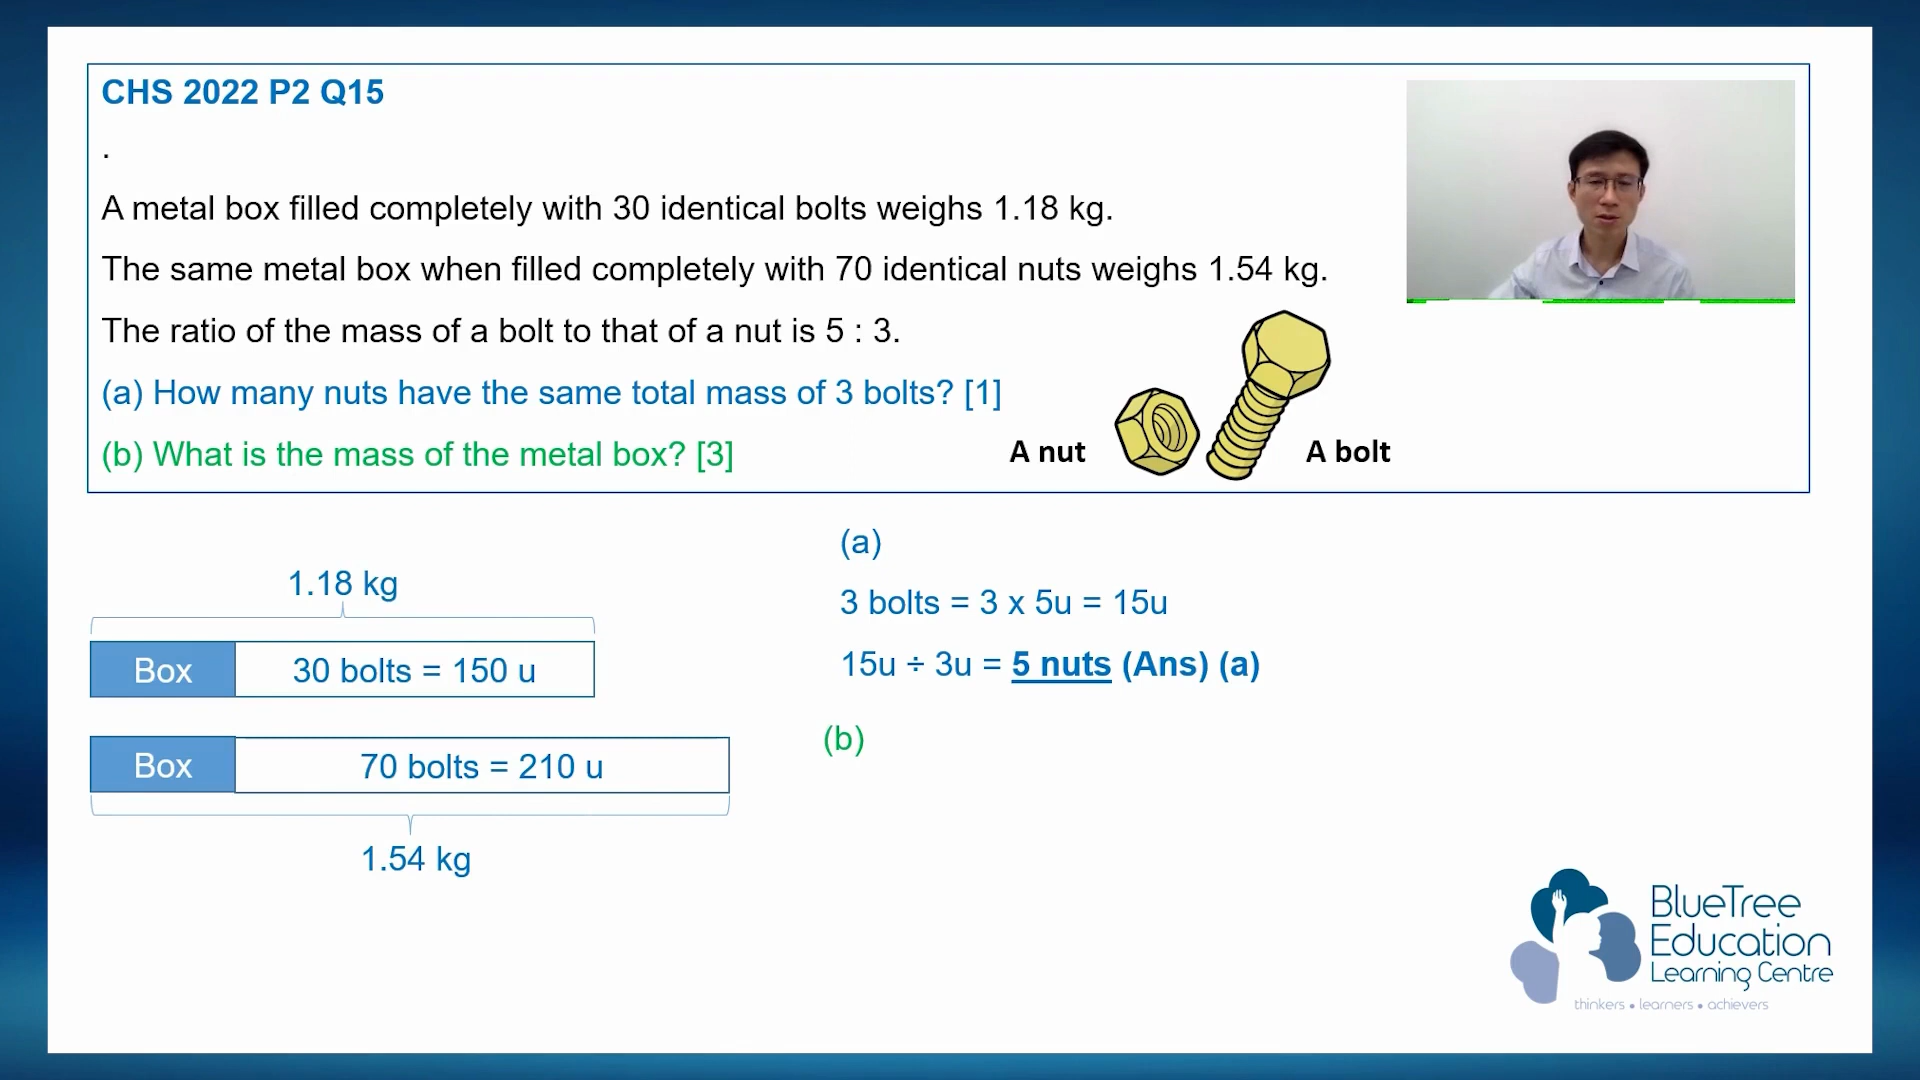 CHS 2022 P2 Q15
.
A metal box filled completely with 30 identical bolts weighs 1.18 kg.
The same metal box when filled completely with 70 identical nuts weighs 1.54 kg.
The ratio of the mass of a bolt to that of a nut is 5 : 3.
(a) How many nuts have the same total mass of 3 bolts? [1]
(b) What is the mass of the metal box? [3]
A nut
A bolt
1.18 kg
Box
30 bolts = 150 u
Box
70 bolts = 210 u
1.54 kg
(a)
3 bolts = 3 x 5u = 15u
15u ÷ 3u = 5 nuts (Ans) (a)
(b)
BlueTree
Education
Learning Centre
thinkers • learners • achievers